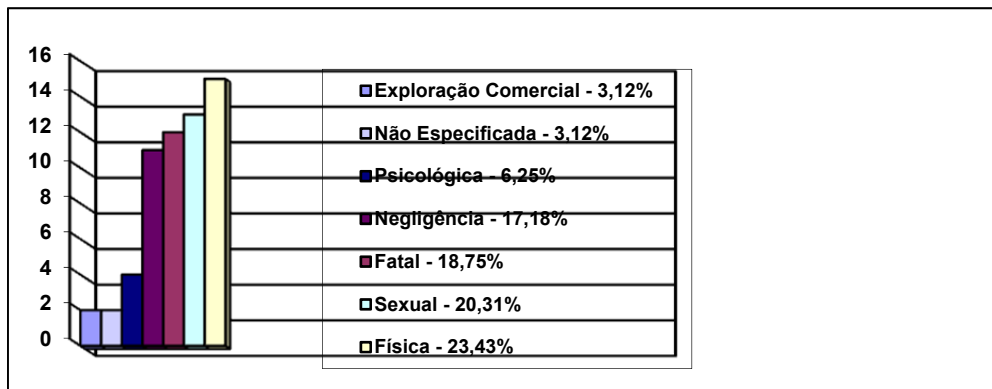 16
14
12
10
8
6
4
2
0
Exploração Comercial - 3,12%
Não Especificada - 3,12%
Psicológica - 6,25%
Negligência - 17,18%
Fatal - 18,75%
Sexual - 20,31%
Física - 23,43%